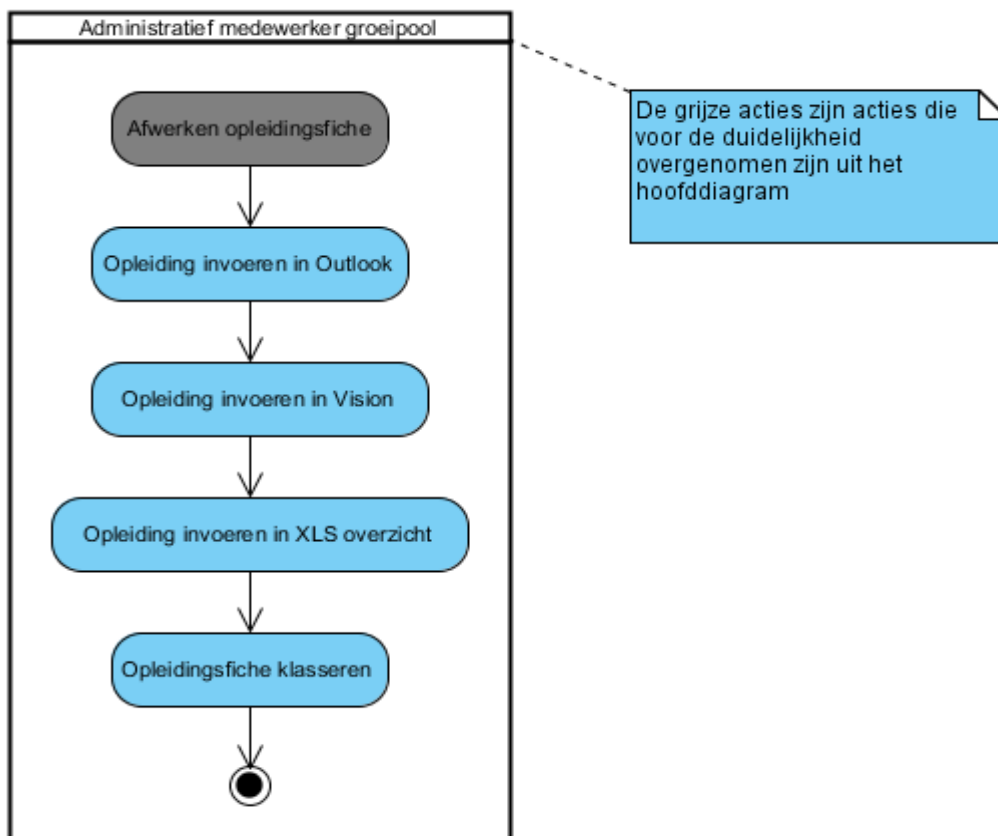 Administratief medewerker groeipool
Afwerken opleidingsfiche
De grijze acties zijn acties die
voor de duidelijkheid
overgenomen zijn uit het
hoofddiagram
Opleiding invoeren in Outlook
Opleiding invoeren in Vision
Opleiding invoeren in XLS overzicht
Opleidingsfiche klasseren